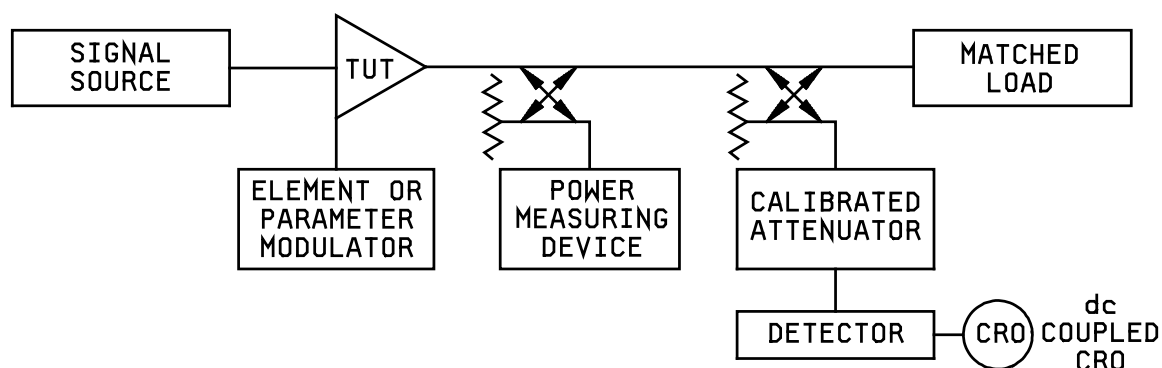 SIGNAL
SOURCE
TUT
MATCHED
LOAD
ELEMENT OR
PARAMETER
MODULATOR
POWER
MEASURING
DEVICE
CALIBRATED
ATTENUATOR
DETECTOR
CRO
dc
COUPLED
CRO